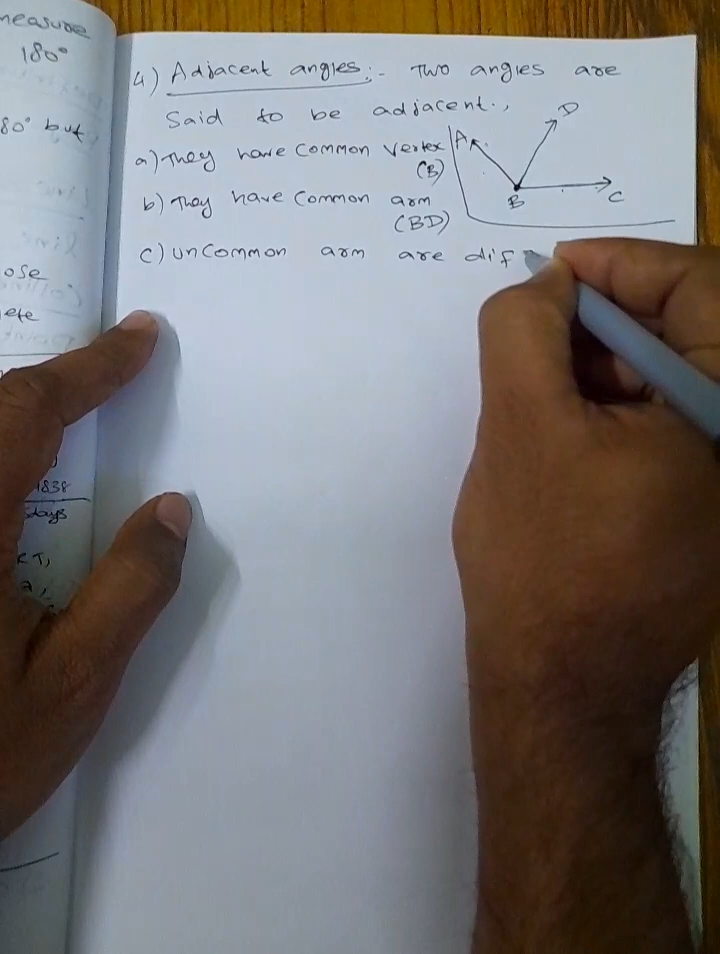 measure
180°
80° but,
ose
ete
1838
days
4) Adjacent angles:- Two angles are
said to be adjacent.,
a) They have common vertex
(B)
b) They have common arm
(BD)
c) uncommon arm are dif
A
D
B
C